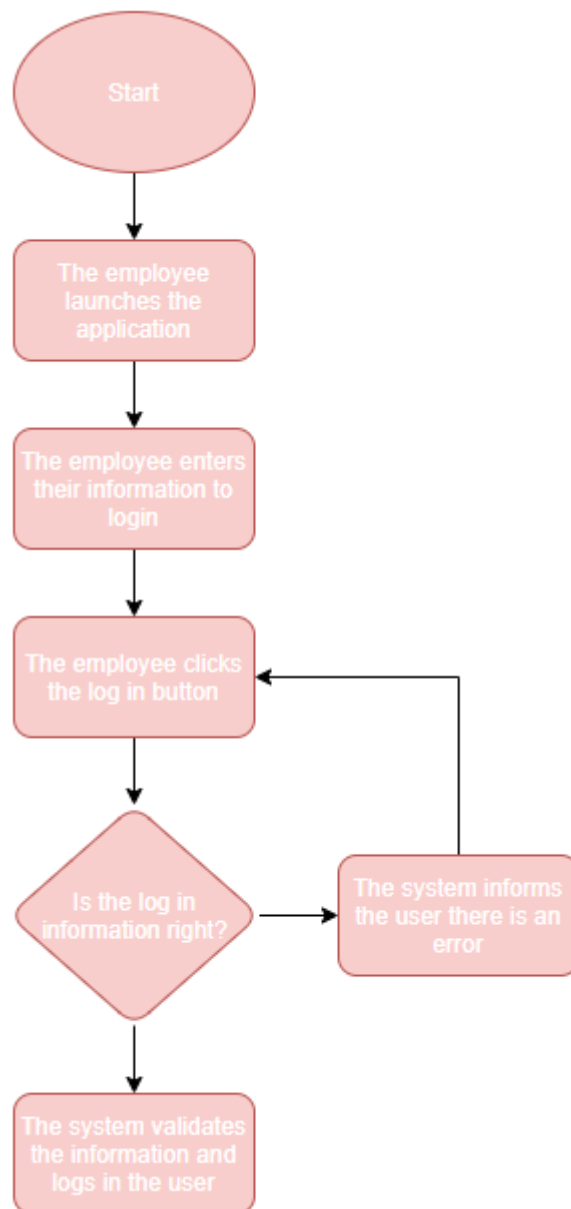 Start
The employee
launches the
application
The employee enters
their information to
login
The employee clicks
the log in button
Is the log in
information right?
The system informs
the user there is an
error
The system validates
the information and
logs in the user